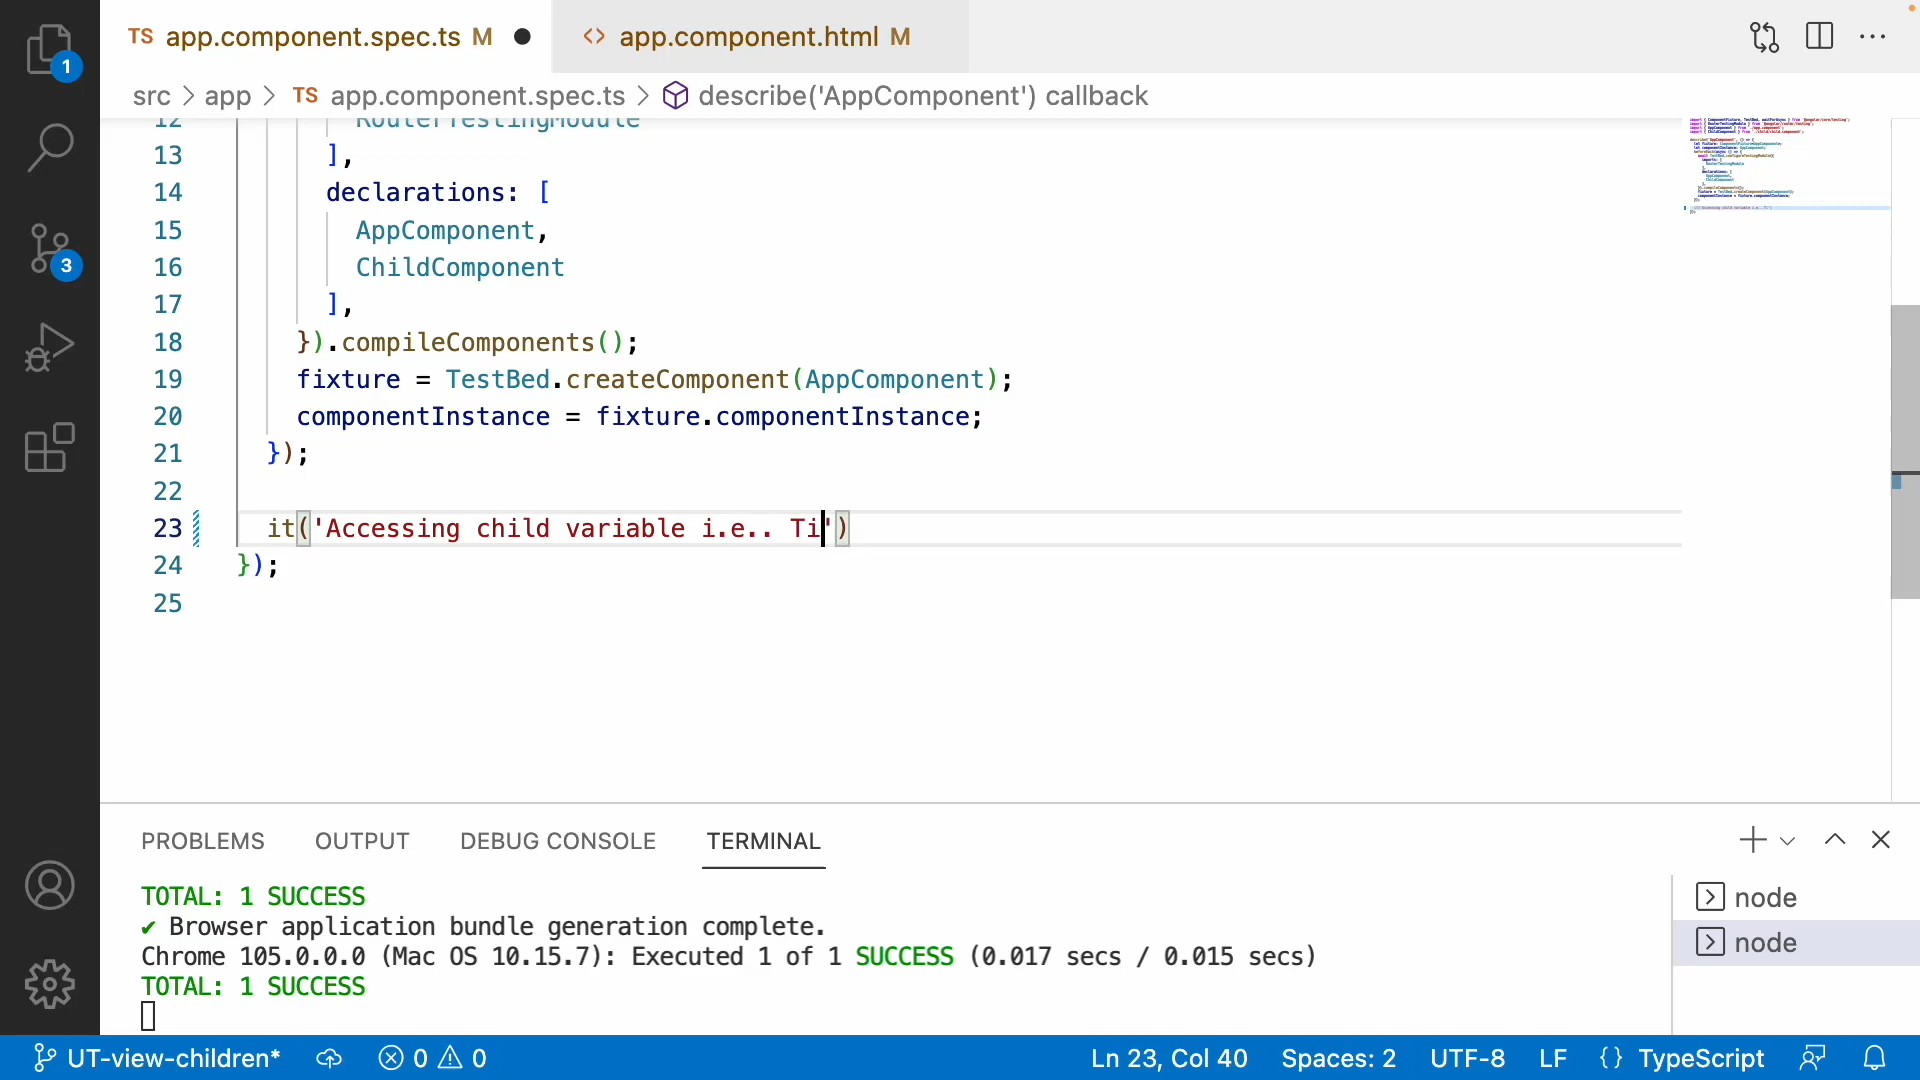 TS app.component.spec.ts M
<> app.component.html M
1
src > app > TS app.component.spec.ts > describe('AppComponent') callback
12 RouterTestingModule
13 ],
14 declarations: [
15 AppComponent,
16 ChildComponent
17 ],
18 }).compileComponents();
19 fixture = TestBed.createComponent(AppComponent);
20 componentInstance = fixture.componentInstance;
21 });
22
23 it('Accessing child variable i.e.. Ti')
24 });
25
3
PROBLEMS OUTPUT DEBUG CONSOLE TERMINAL
TOTAL: 1 SUCCESS
✔ Browser application bundle generation complete.
Chrome 105.0.0.0 (Mac OS 10.15.7): Executed 1 of 1 SUCCESS (0.017 secs / 0.015 secs)
TOTAL: 1 SUCCESS
node
node
UT-view-children* 0 0 Ln 23, Col 40 Spaces: 2 UTF-8 LF {} TypeScript